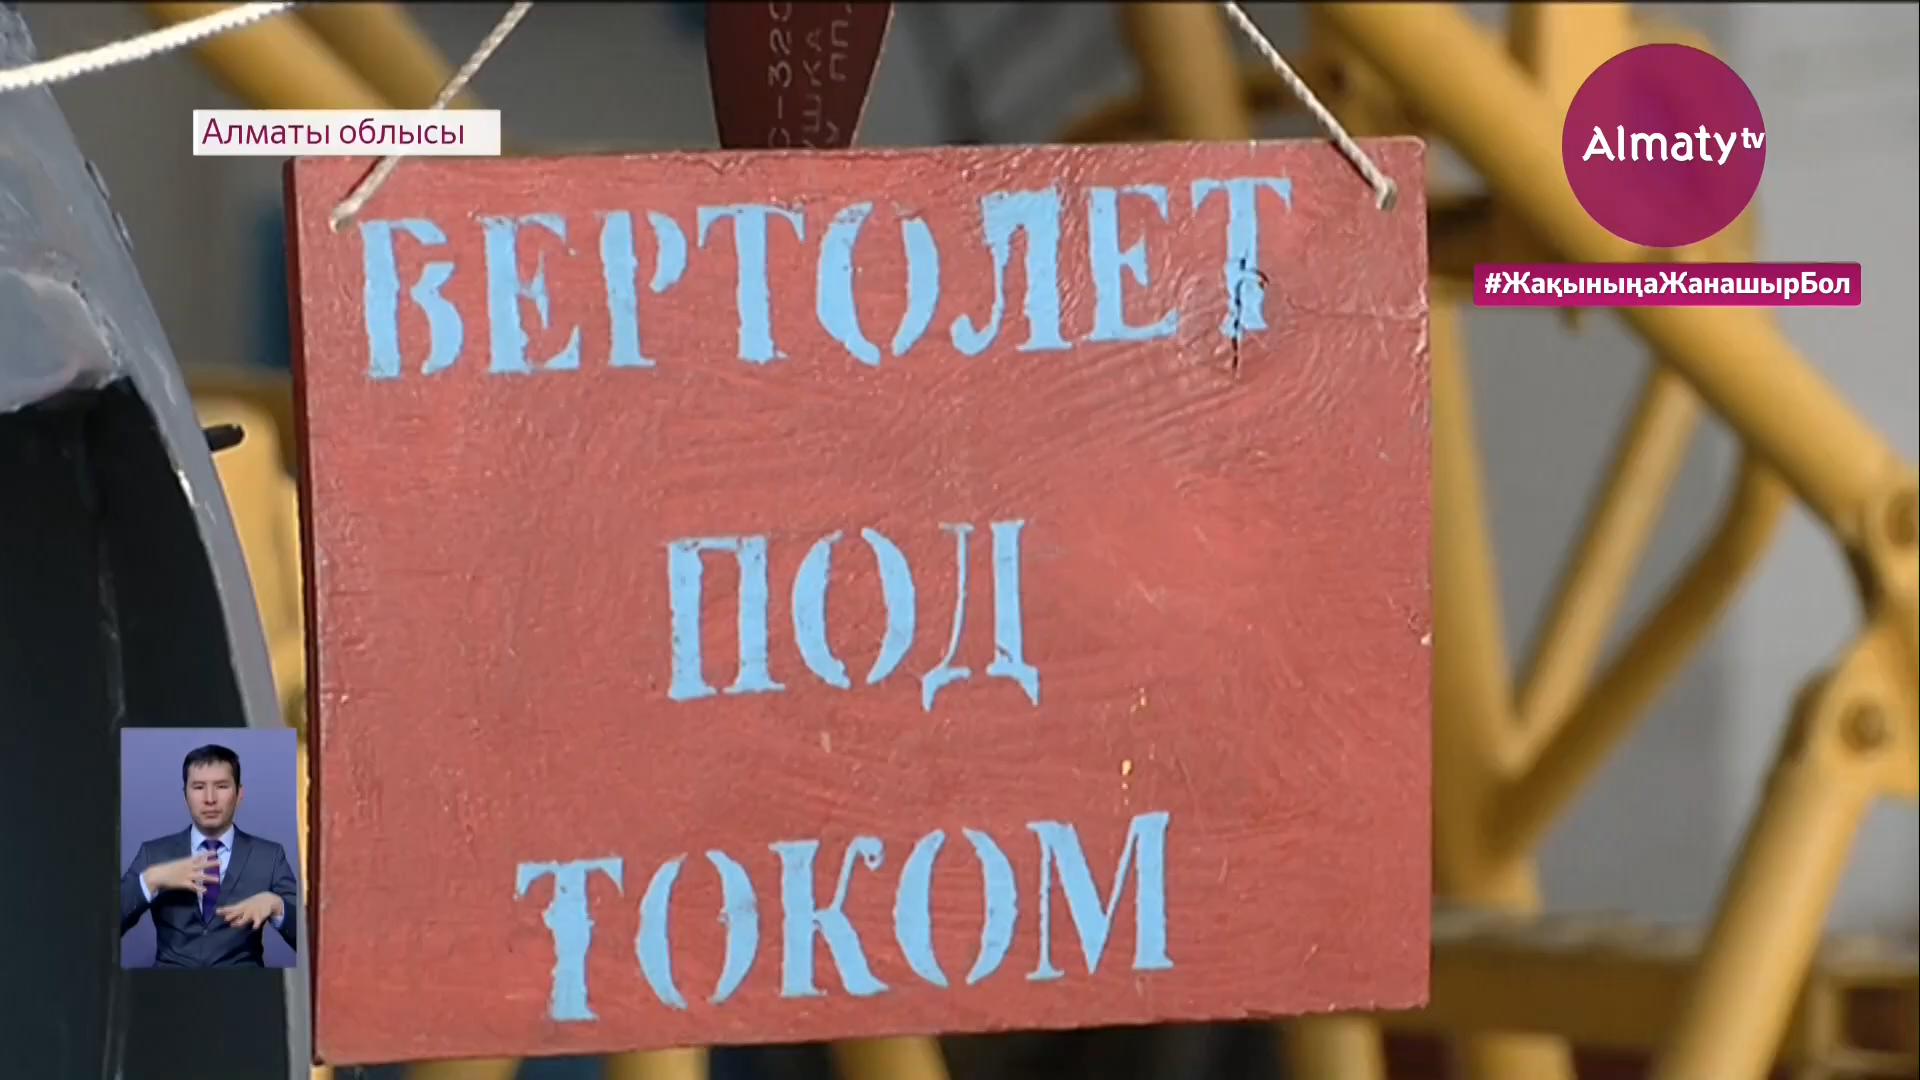 Алматы облысы
Almaty tv
#ЖақыныңаЖанашырБол
ВЕРТОЛЕТ
ПОД
ТОКОМ